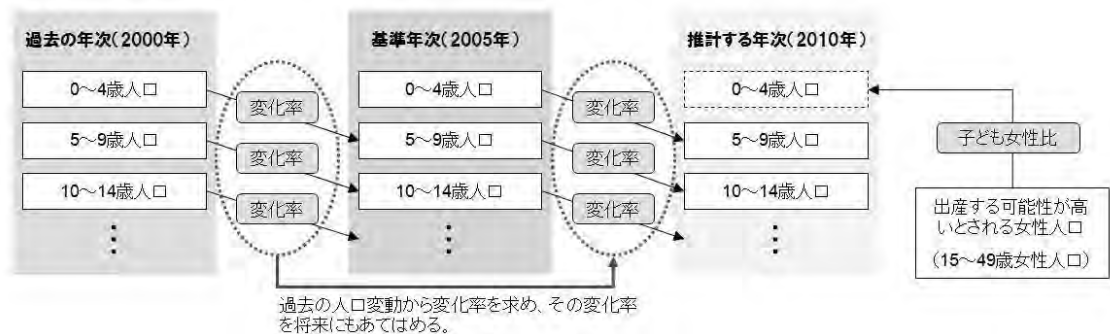 過去の年次(2000年)
0～4歳人口
5～9歳人口
10～14歳人口
変化率
変化率
変化率
基準年次(2005年)
0～4歳人口
5～9歳人口
10～14歳人口
変化率
変化率
変化率
推計する年次(2010年)
0～4歳人口
5～9歳人口
10～14歳人口
子ども女性比
出産する可能性が高
いとされる女性人口
(15～49歳女性人口)
過去の人口変動から変化率を求め、その変化率
を将来にもあてはめる。